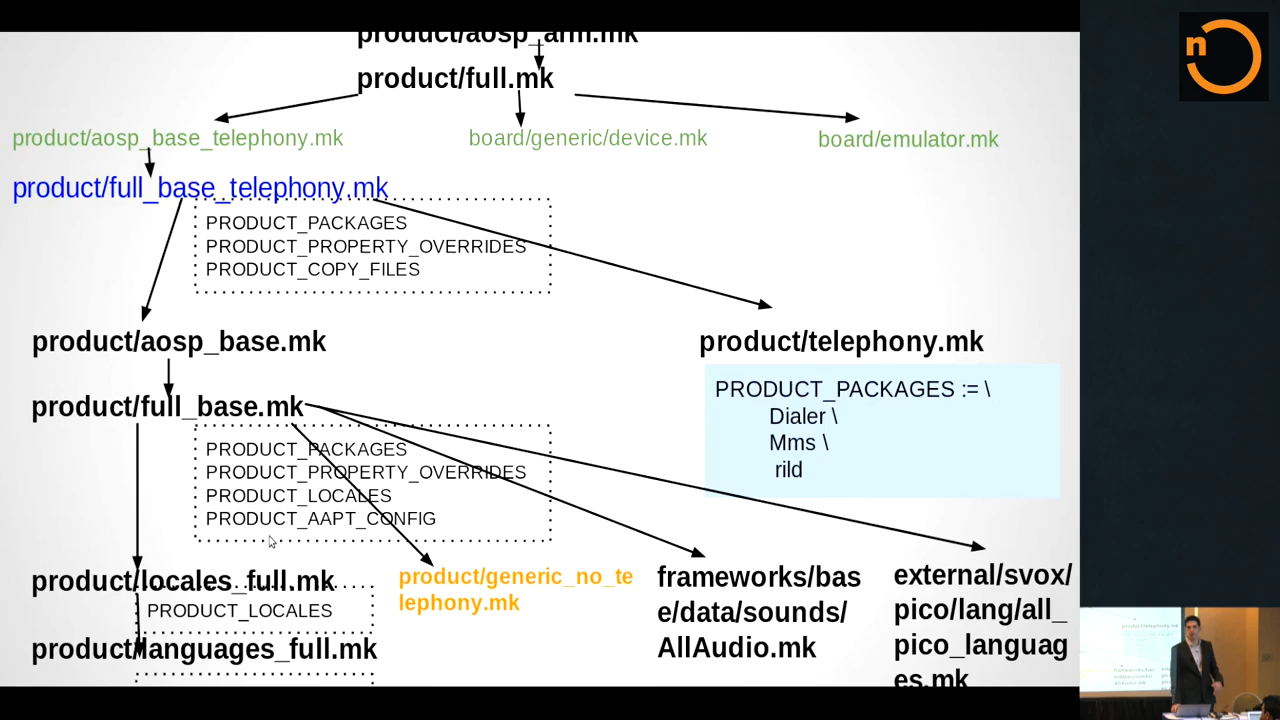 product/aosp_arm.mk
product/full.mk
product/aosp_base_telephony.mk
board/generic/device.mk
board/emulator.mk
product/full_base_telephony.mk
PRODUCT_PACKAGES
PRODUCT_PROPERTY_OVERRIDES
PRODUCT_COPY_FILES
product/aosp_base.mk
product/telephony.mk
PRODUCT_PACKAGES := \
Dialer \
Mms \
rild
product/full_base.mk
PRODUCT_PACKAGES
PRODUCT_PROPERTY_OVERRIDES
PRODUCT_LOCALES
PRODUCT_AAPT_CONFIG
product/locales_full.mk
PRODUCT_LOCALES
product/languages_full.mk
product/generic_no_te
lephony.mk
frameworks/bas
e/data/sounds/
AllAudio.mk
external/svox/
pico/lang/all_
pico_languag
es.mk
n